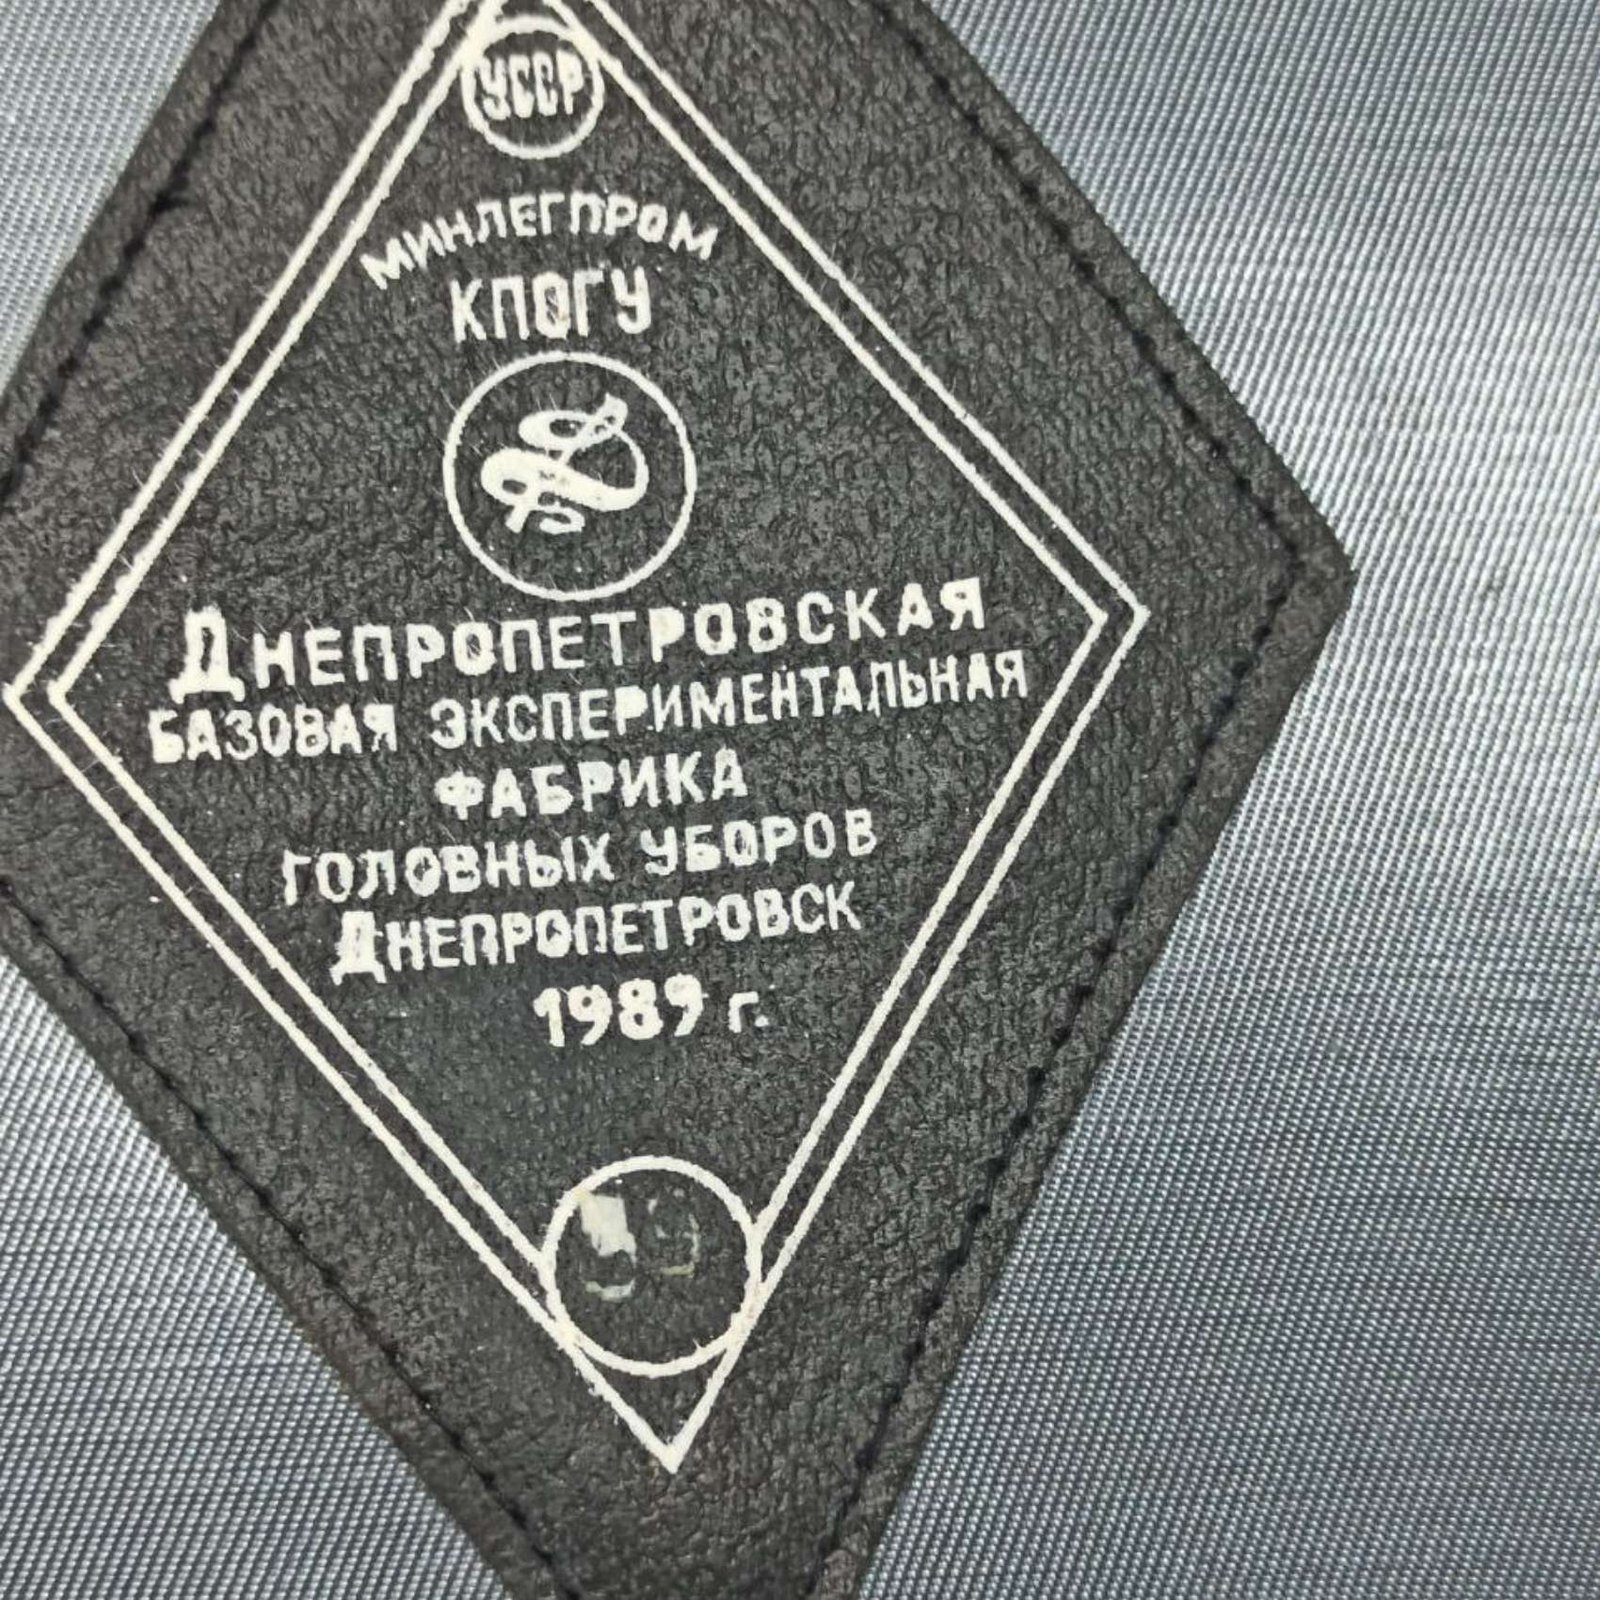 УССР
МИНЛЕГПРОМ
КПОГУ
ДНЕПРОПЕТРОВСКАЯ
БАЗОВАЯ ЭКСПЕРИМЕНТАЛЬНАЯ
ФАБРИКА
ГОЛОВНЫХ УБОРОВ
ДНЕПРОПЕТРОВСК
1989 г.